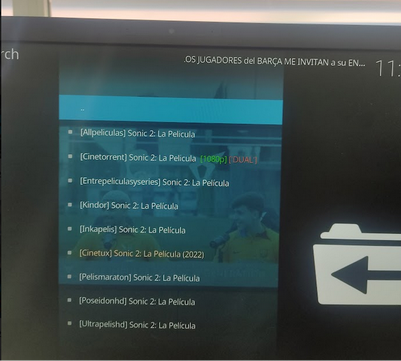 rch
.OS JUGADORES del BARÇA ME INVITAN a su EN...
11:
[Allpeliculas] Sonic 2: La Película
[Cinetorrent] Sonic 2: La Película [1080p] [DUAL]
[Entrepeliculasyseries] Sonic 2: La Película
[Kindor] Sonic 2: La Película
[Inkapelis] Sonic 2: La Película
[Cinetux] Sonic 2: La Película (2022)
[Pelismaraton] Sonic 2: La Película
[Poseidonhd] Sonic 2: La Película
[Ultrapelishd] Sonic 2: La Película